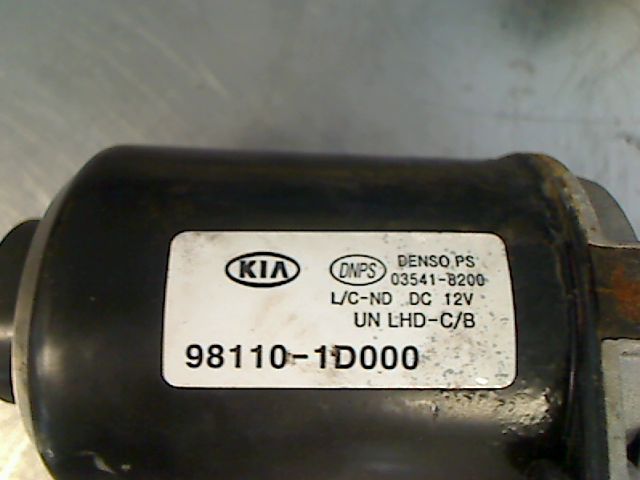 KIA DNPS DENSO PS
03541-8200
L/C-ND DC 12V
UN LHD-C/B
98110-1D000